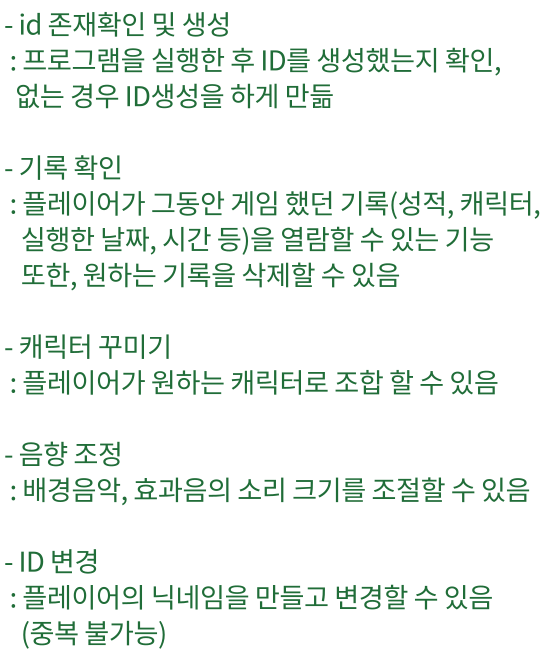 - id 존재확인 및 생성
: 프로그램을 실행한 후 ID를 생성했는지 확인,
없는 경우 ID생성을 하게 만듦
- 기록 확인
: 플레이어가 그동안 게임 했던 기록(성적, 캐릭터,
실행한 날짜, 시간 등)을 열람할 수 있는 기능
또한, 원하는 기록을 삭제할 수 있음
- 캐릭터 꾸미기
: 플레이어가 원하는 캐릭터로 조합 할 수 있음
- 음향 조정
: 배경음악, 효과음의 소리 크기를 조절할 수 있음
- ID 변경
: 플레이어의 닉네임을 만들고 변경할 수 있음
(중복 불가능)